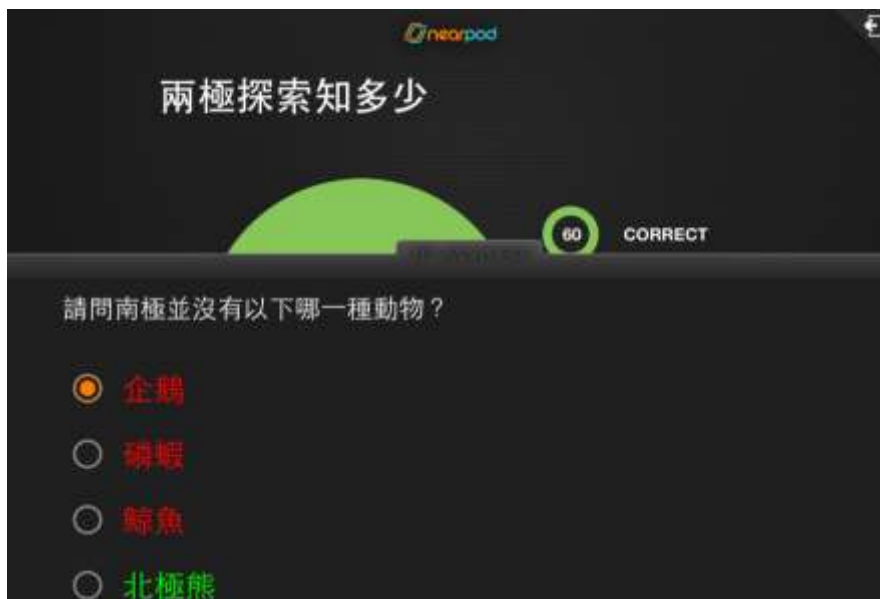 nearpod
兩極探索知多少
60 CORRECT
請問南極並沒有以下哪一種動物？
企鵝
磷蝦
鯨魚
北極熊